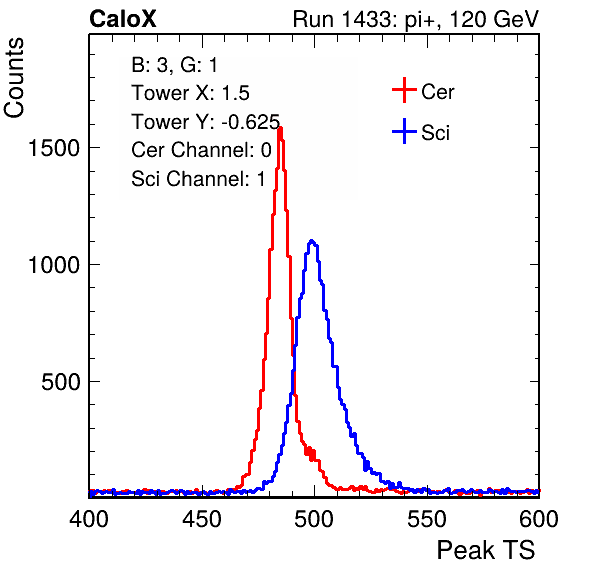 CaloX Run 1433: pi+, 120 GeV
Counts
B: 3, G: 1
Tower X: 1.5
Tower Y: -0.625
Cer Channel: 0
Sci Channel: 1
Cer
Sci
1500
1000
500
400 450 500 550 600
Peak TS